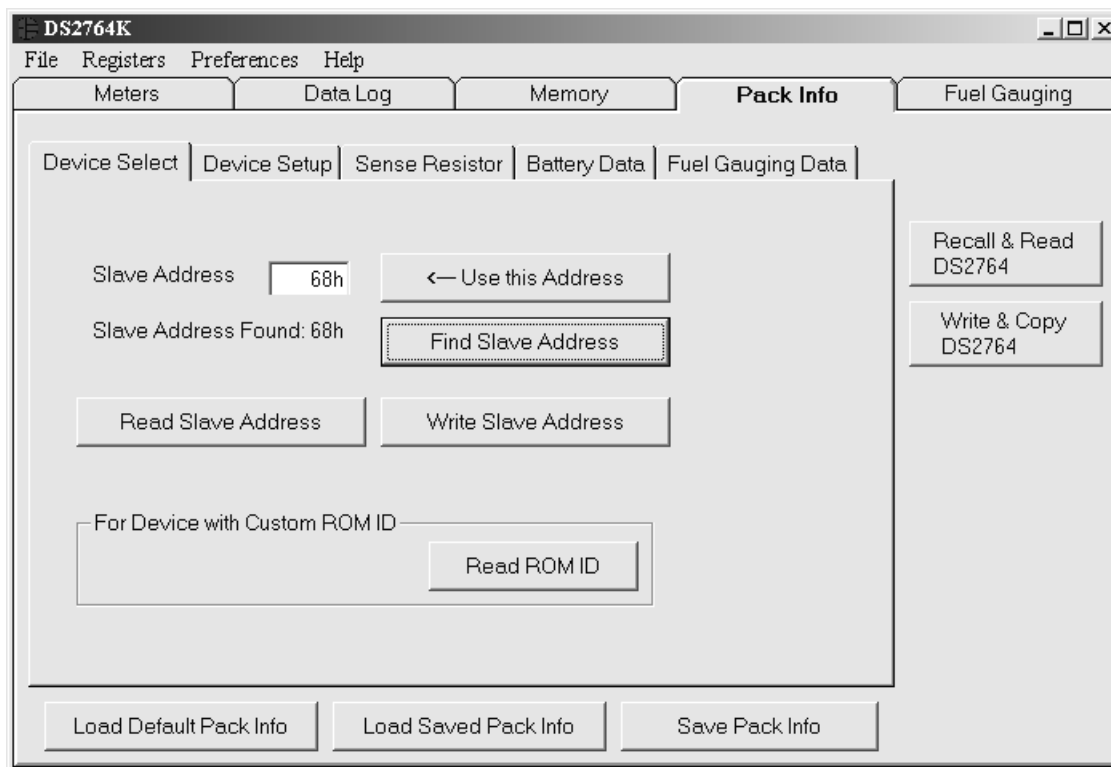 DS2764K
File Registers Preferences Help
Meters Data Log Memory Pack Info Fuel Gauging
Device Select Device Setup Sense Resistor Battery Data Fuel Gauging Data
Slave Address 68h <— Use this Address
Slave Address Found: 68h Find Slave Address
Read Slave Address Write Slave Address
For Device with Custom ROM ID
Read ROM ID
Recall & Read
DS2764
Write & Copy
DS2764
Load Default Pack Info Load Saved Pack Info Save Pack Info